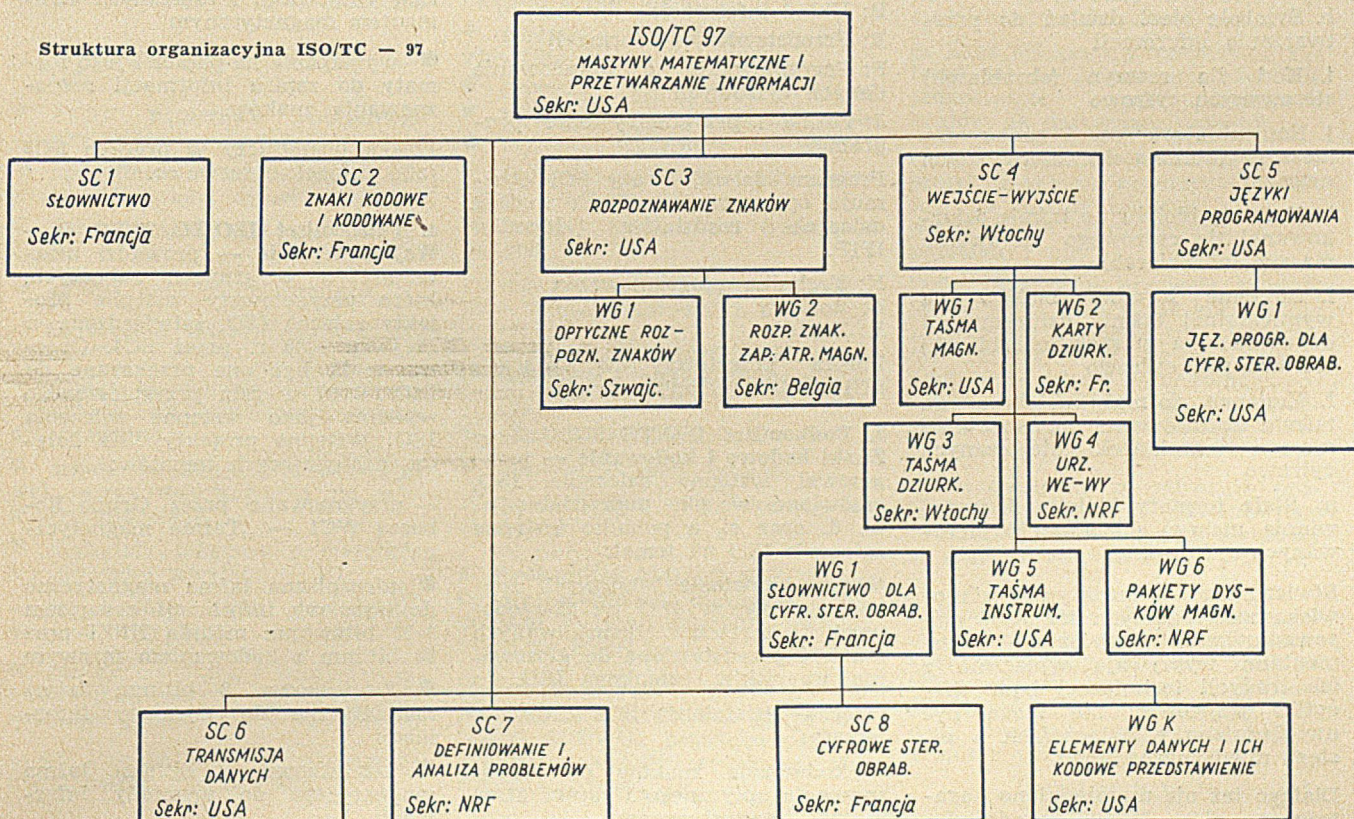 Struktura organizacyjna ISO/TC — 97
ISO/TC 97
MASZYNY MATEMATYCZNE I
PRZETWARZANIE INFORMACJI
Sekr: USA
SC 1
SŁOWNICTWO
Sekr: Francja
SC 2
ZNAKI KODOWE
I KODOWANE
Sekr: Francja
SC 3
ROZPOZNAWANIE ZNAKÓW
Sekr: USA
SC 4
WEJŚCIE-WYJŚCIE
Sekr: Włochy
SC 5
JĘZYKI
PROGRAMOWANIA
Sekr: USA
WG 1
OPTYCZNE ROZ-
POZN. ZNAKÓW
Sekr: Szwajc.
WG 2
ROZP. ZNAK.
ZAP. ATR. MAGN.
Sekr: Belgia
WG 1
TAŚMA
MAGN.
Sekr: USA
WG 2
KARTY
DZIURK.
Sekr: Fr.
WG 1
JĘZ. PROGR. DLA
CYFR. STER. OBRAB.
Sekr: USA
WG 3
TAŚMA
DZIURK.
Sekr: Włochy
WG 4
URZ.
WE-WY
Sekr. NRF
WG 1
SŁOWNICTWO DLA
CYFR. STER. OBRAB.
Sekr: Francja
WG 5
TAŚMA
INSTRUM.
Sekr: USA
WG 6
PAKIETY DYS-
KÓW MAGN.
Sekr: NRF
SC 6
TRANSMISJA
DANYCH
Sekr: USA
SC 7
DEFINIOWANIE I
ANALIZA PROBLEMÓW
Sekr: NRF
SC 8
CYFROWE STER.
OBRAB.
Sekr: Francja
WG K
ELEMENTY DANYCH I ICH
KODOWE PRZEDSTAWIENIE
Sekr: USA